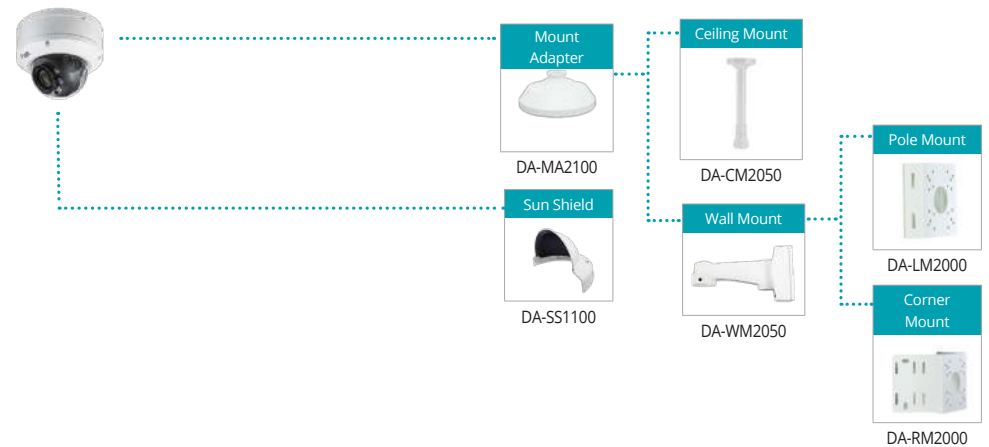 Mount
Adapter
DA-MA2100
Ceiling Mount
DA-CM2050
Sun Shield
DA-SS1100
Wall Mount
DA-WM2050
Pole Mount
DA-LM2000
Corner
Mount
DA-RM2000